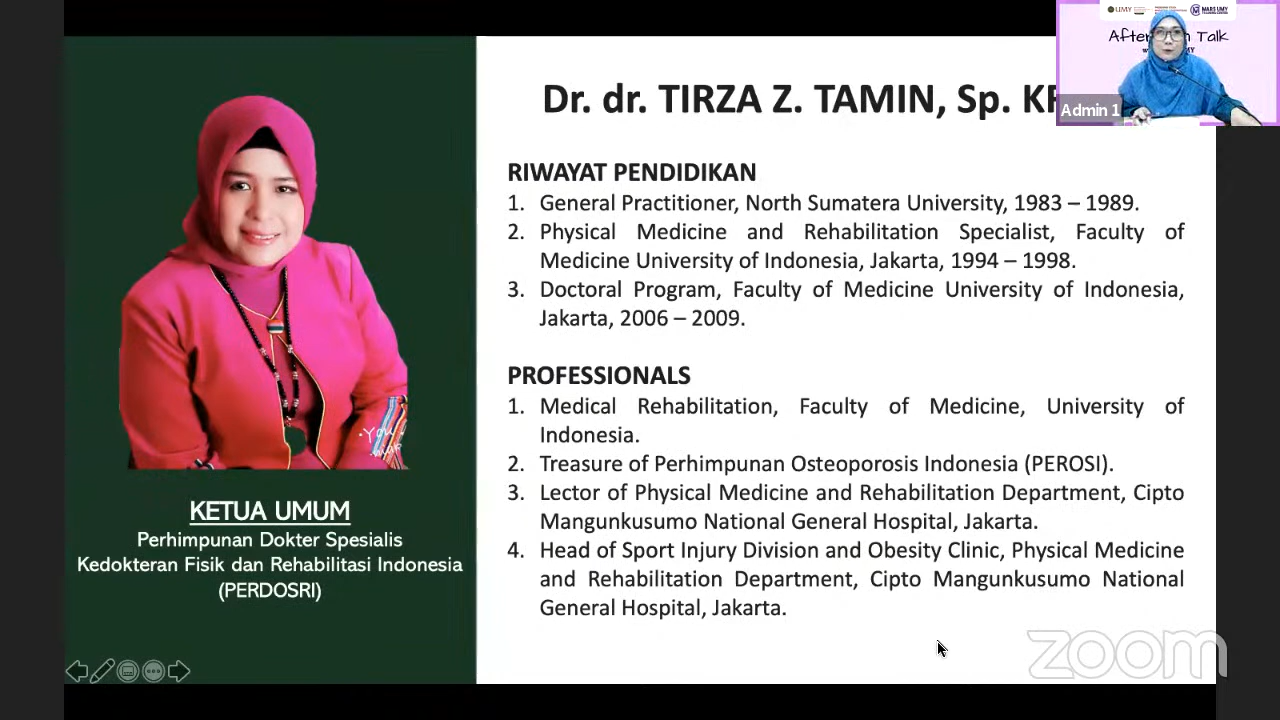 Dr. dr. TIRZA Z. TAMIN, Sp. KF
UMY
MARS UMY
Talk
Admin 1
RIWAYAT PENDIDIKAN
1. General Practitioner, North Sumatera University, 1983 – 1989.
2. Physical Medicine and Rehabilitation Specialist, Faculty of
Medicine University of Indonesia, Jakarta, 1994 – 1998.
3. Doctoral Program, Faculty of Medicine University of Indonesia,
Jakarta, 2006 – 2009.
PROFESSIONALS
1. Medical Rehabilitation, Faculty of Medicine, University of
Indonesia.
2. Treasure of Perhimpunan Osteoporosis Indonesia (PEROSI).
3. Lector of Physical Medicine and Rehabilitation Department, Cipto
Mangunkusumo National General Hospital, Jakarta.
4. Head of Sport Injury Division and Obesity Clinic, Physical Medicine
and Rehabilitation Department, Cipto Mangunkusumo National
General Hospital, Jakarta.
KETUA UMUM
Perhimpunan Dokter Spesialis
Kedokteran Fisik dan Rehabilitasi Indonesia
(PERDOSRI)
zoom